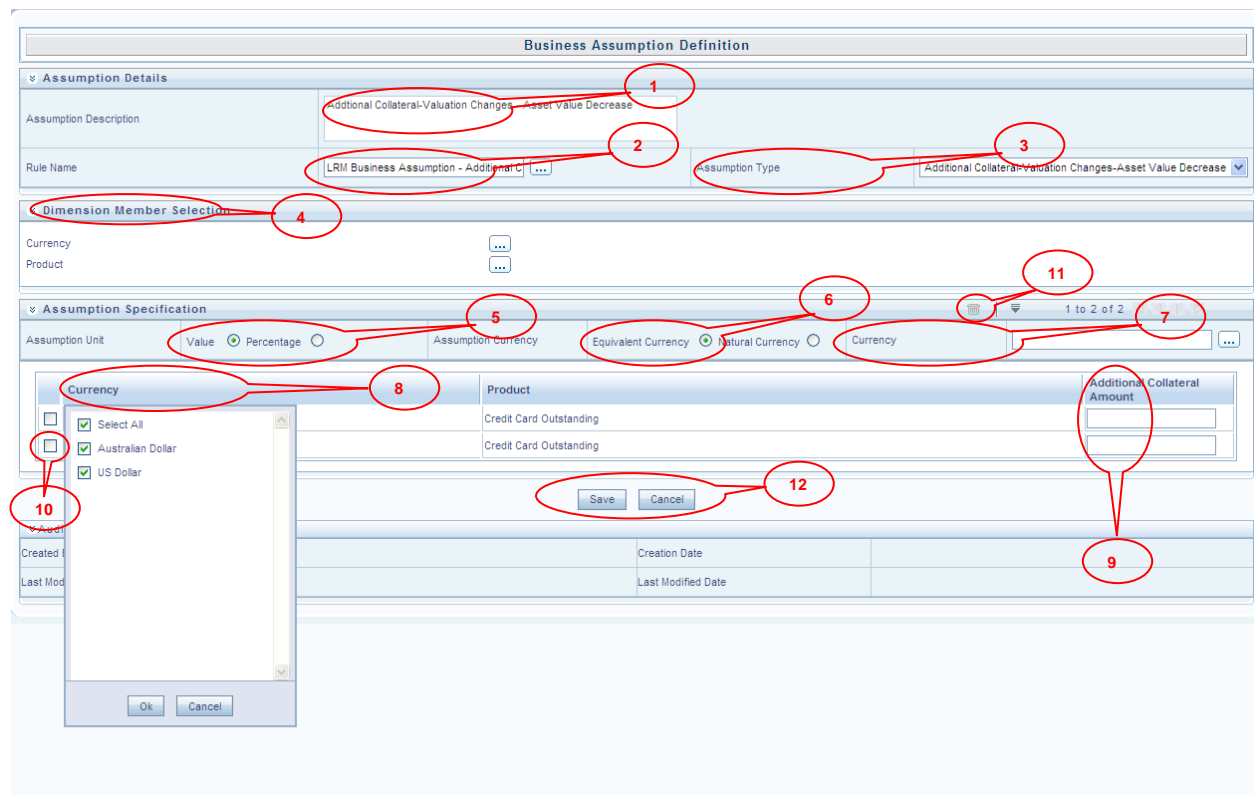 Business Assumption Definition
Assumption Details
1
Assumption Description
Addtional Collateral-Valuation Changes - Asset Value Decrease
2
3
Rule Name
LRM Business Assumption - Additional C
...
Assumption Type
Additional Collateral-Valuation Changes-Asset Value Decrease
Dimension Member Selection
4
Currency
...
Product
...
11
6
Assumption Specification
5
1 to 2 of 2
7
Assumption Unit
Value
Percentage
Assumption Currency
Equivalent Currency
Natural Currency
Currency
...
Currency
8
Product
Additional Collateral
Amount
Select All
Credit Card Outstanding
Australian Dollar
Credit Card Outstanding
US Dollar
12
10
Save
Cancel
Created
Creation Date
9
Last Mod
Last Modified Date
Ok
Cancel